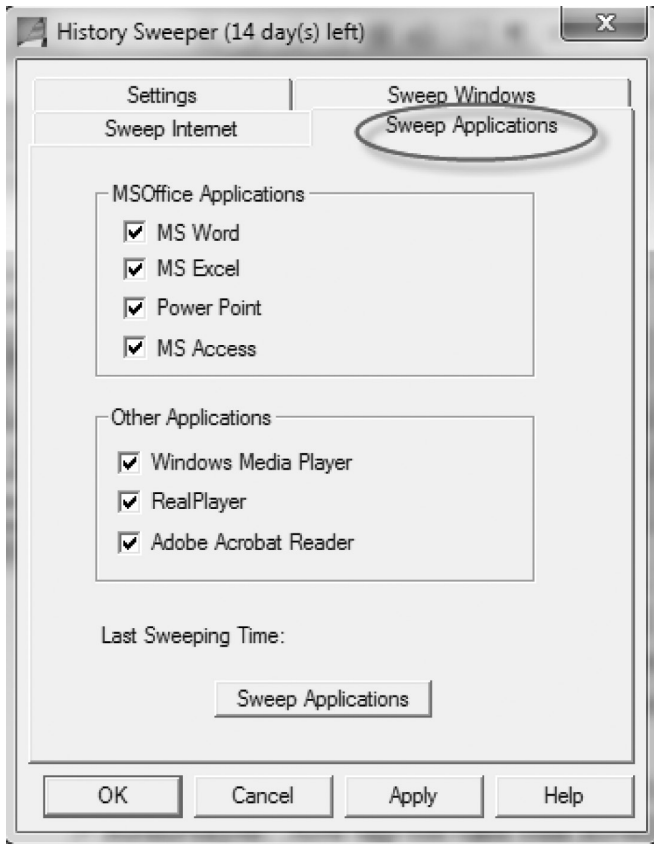 History Sweeper (14 day(s) left)
Settings
Sweep Windows
Sweep Internet
Sweep Applications
MSOffice Applications
MS Word
MS Excel
Power Point
MS Access
Other Applications
Windows Media Player
RealPlayer
Adobe Acrobat Reader
Last Sweeping Time:
Sweep Applications
OK
Cancel
Apply
Help